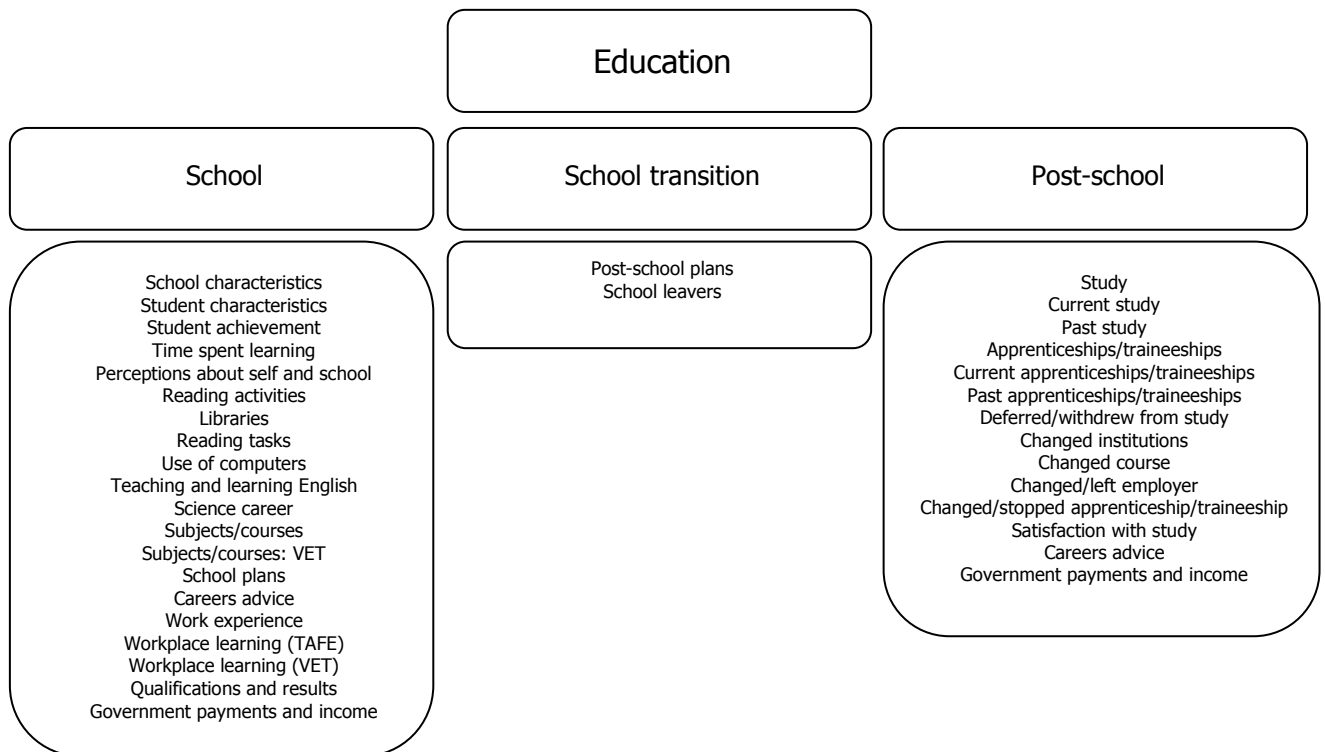 Education
School
School transition
Post-school
School characteristics
Student characteristics
Student achievement
Time spent learning
Perceptions about self and school
Reading activities
Libraries
Reading tasks
Use of computers
Teaching and learning English
Science career
Subjects/courses
Subjects/courses: VET
School plans
Careers advice
Work experience
Workplace learning (TAFE)
Workplace learning (VET)
Qualifications and results
Government payments and income
Post-school plans
School leavers
Study
Current study
Past study
Apprenticeships/traineeships
Current apprenticeships/traineeships
Past apprenticeships/traineeships
Deferred/withdrew from study
Changed institutions
Changed course
Changed/left employer
Changed/stopped apprenticeship/traineeship
Satisfaction with study
Careers advice
Government payments and income